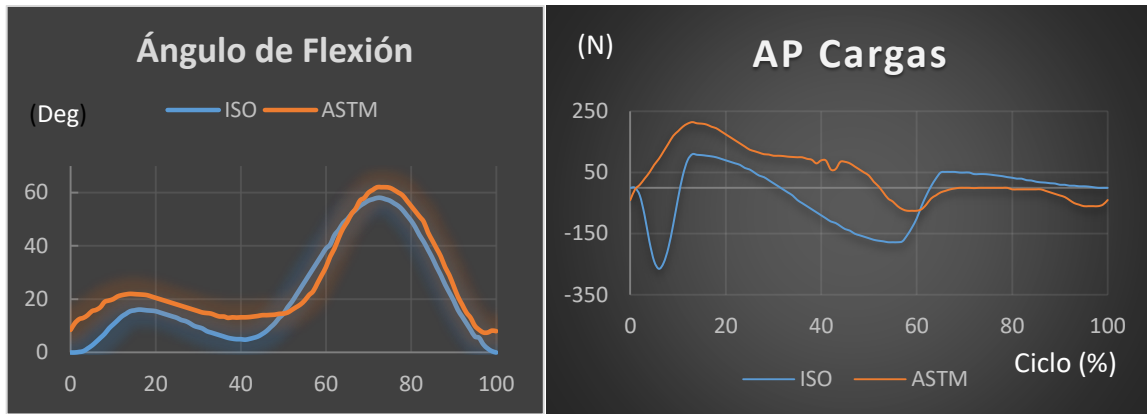 Ángulo de Flexión
ISO ASTM
(Deg)
60
40
20
0
0 20 40 60 80 100
(N)
AP Cargas
250
50
-150
-350
0 20 40 60 80 100
Ciclo (%)
ISO ASTM